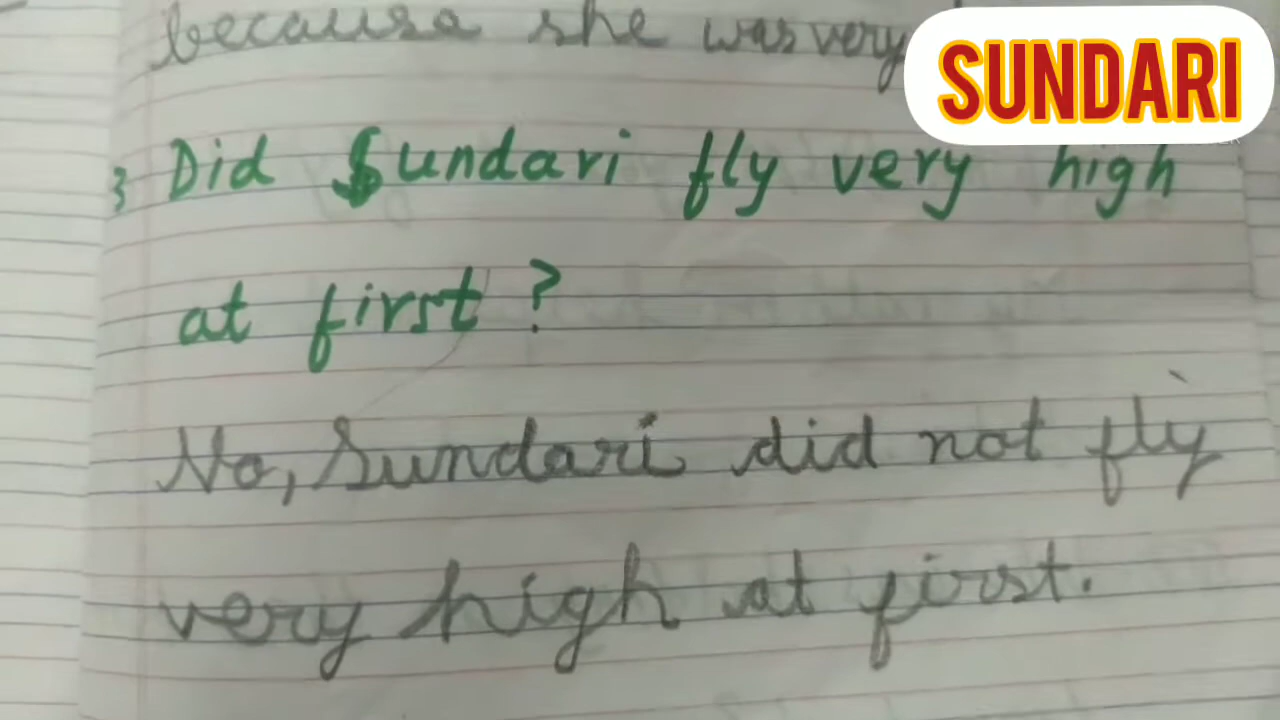 because she was very
SUNDARI
3 Did Sundari fly very high
at first ?
No, Sundari did not fly
very high at first.